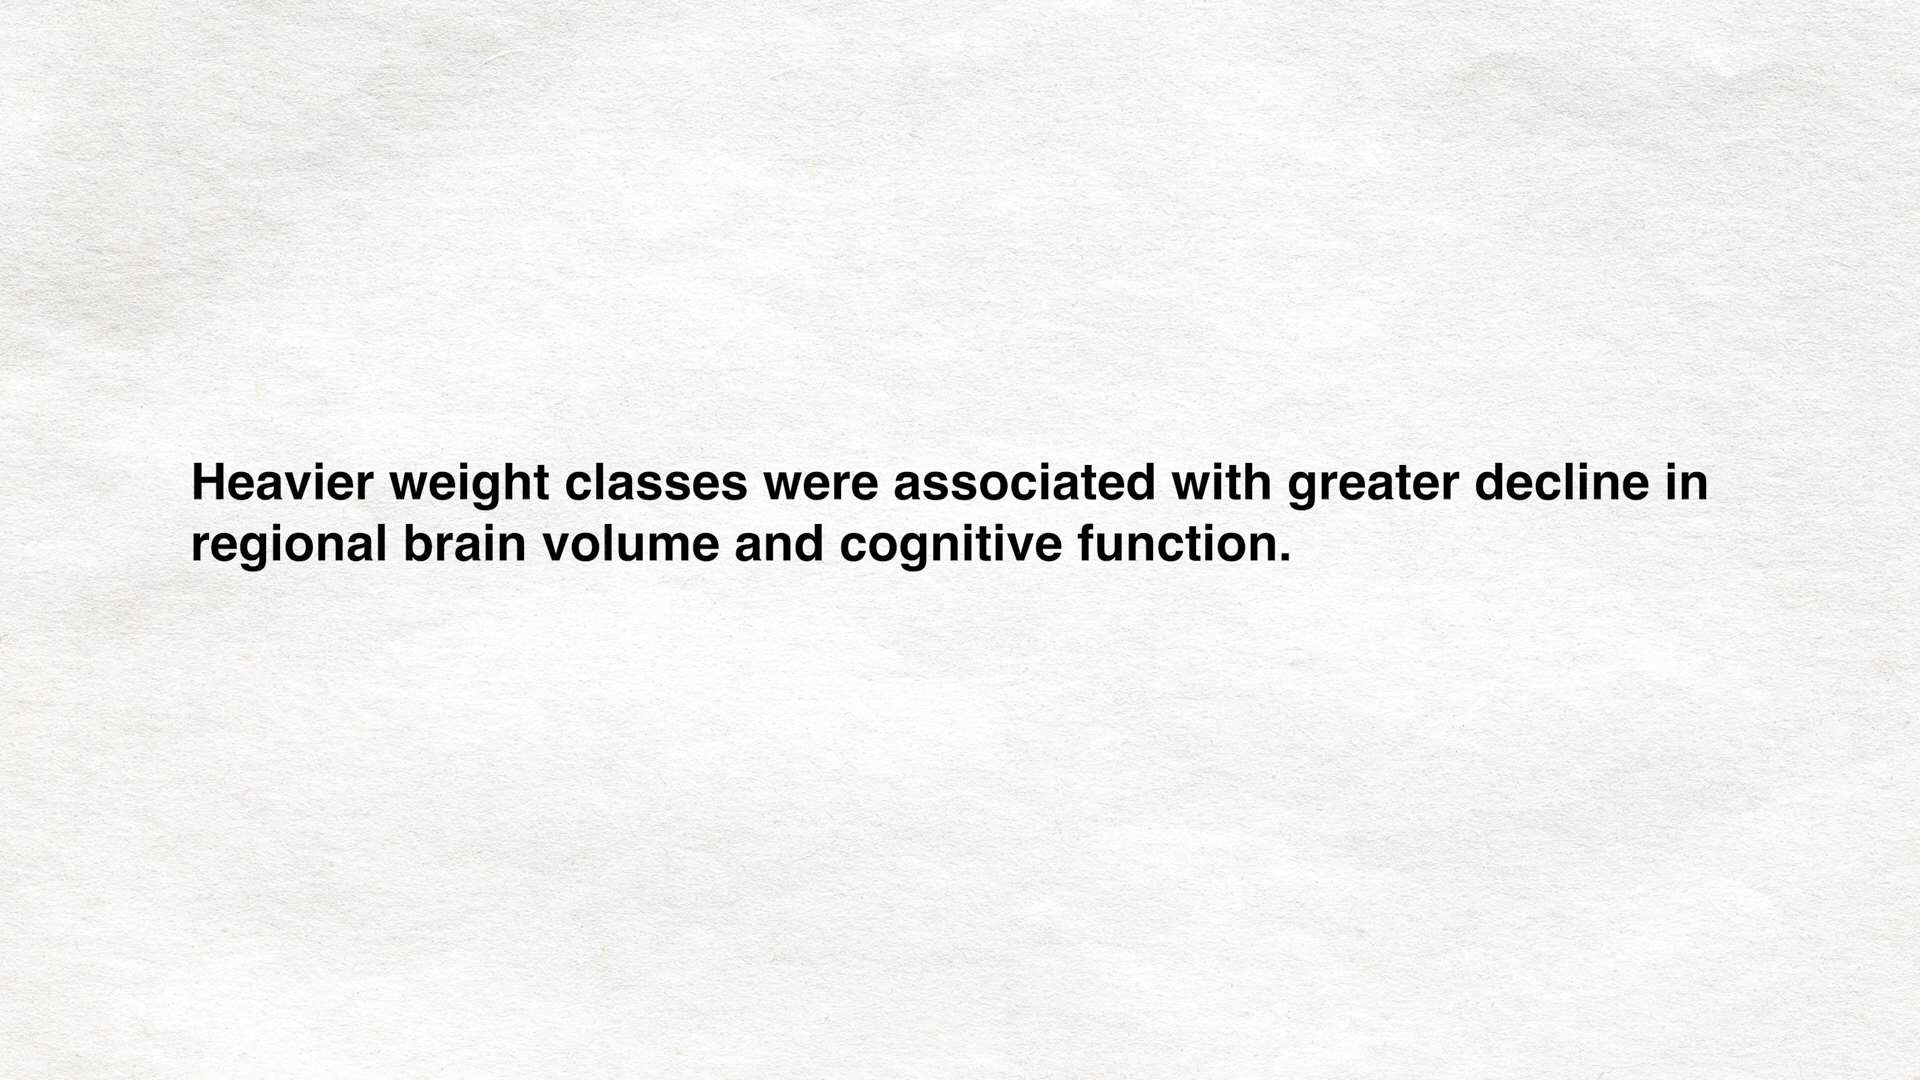 Heavier weight classes were associated with greater decline in
regional brain volume and cognitive function.